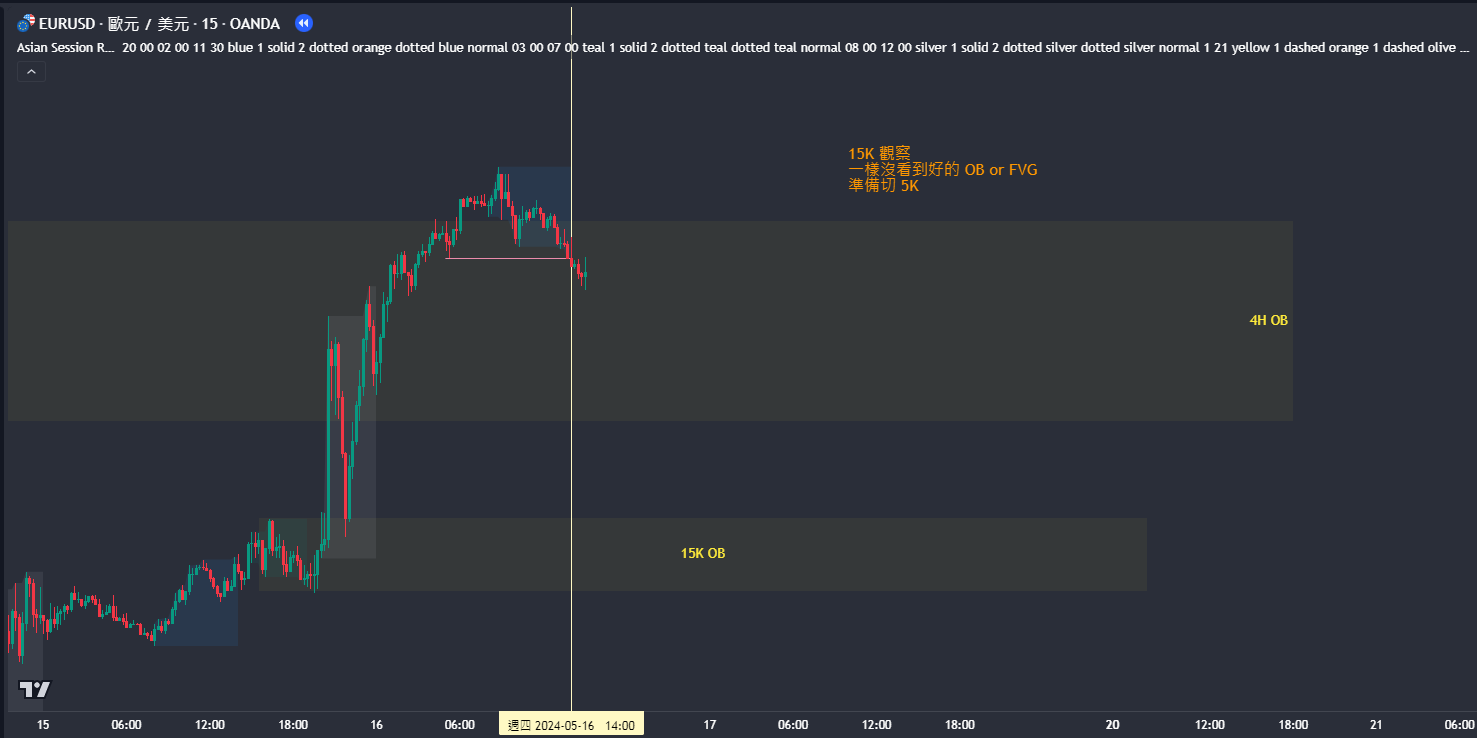 EURUSD · 歐元 / 美元 · 15 · OANDA
Asian Session R... 20 00 02 00 11 30 blue 1 solid 2 dotted orange dotted blue normal 03 00 07 00 teal 1 solid 2 dotted teal dotted teal normal 08 00 12 00 silver 1 solid 2 dotted silver dotted silver normal 1 21 yellow 1 dashed orange 1 dashed olive ...
15K 觀察
一樣沒看到好的 OB or FVG
準備切 5K
4H OB
15K OB
15 06:00 12:00 18:00 16 06:00 週四 2024-05-16 14:00 17 06:00 12:00 18:00 20 12:00 18:00 21 06:00